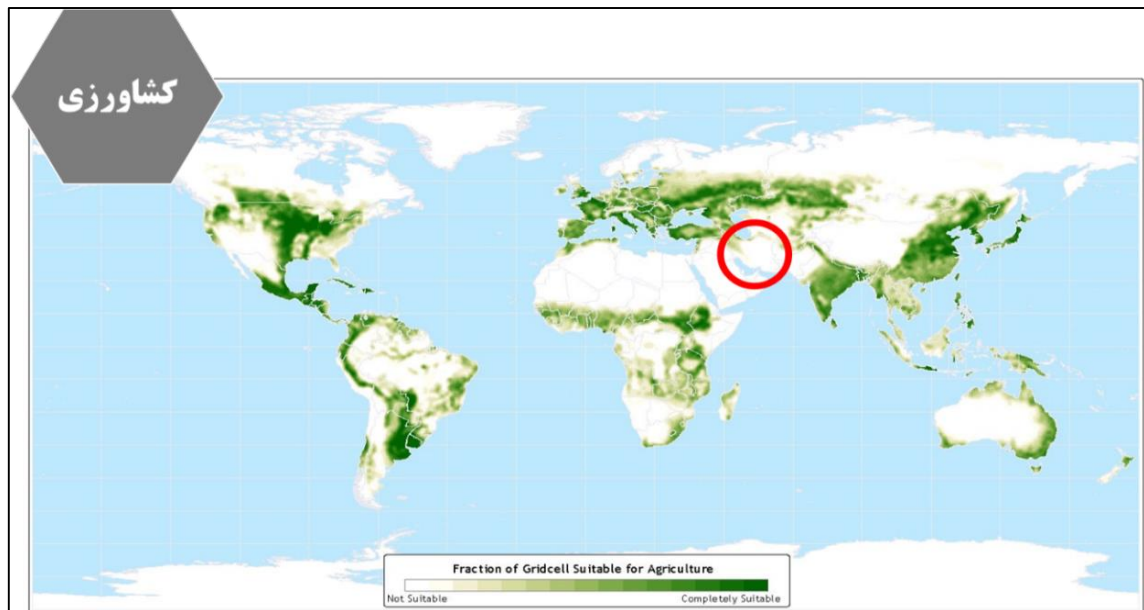 کشاورزی
Fraction of Gridcell Suitable for Agriculture
Not Suitable
Completely Suitable